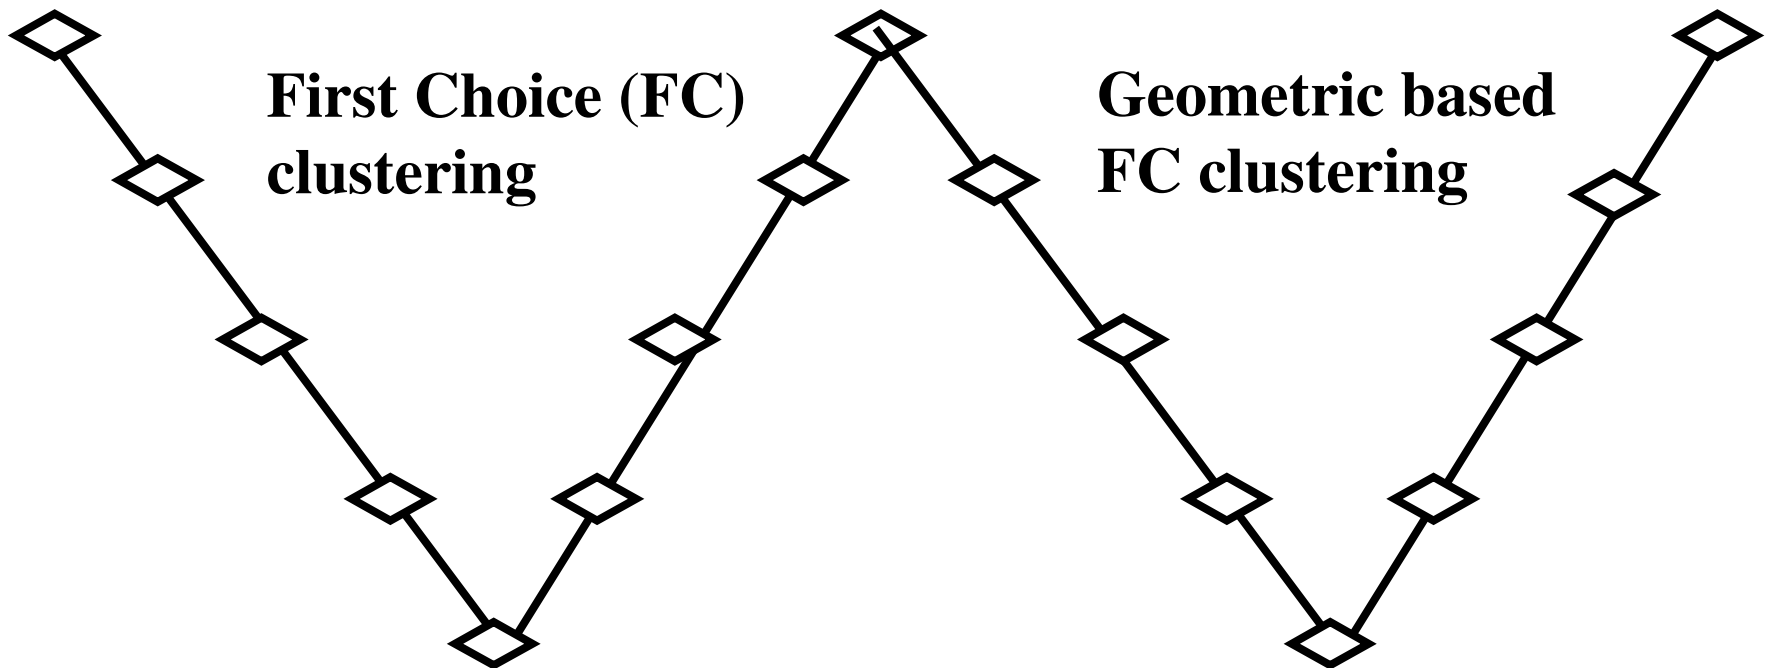 First Choice (FC)
clustering
Geometric based
FC clustering